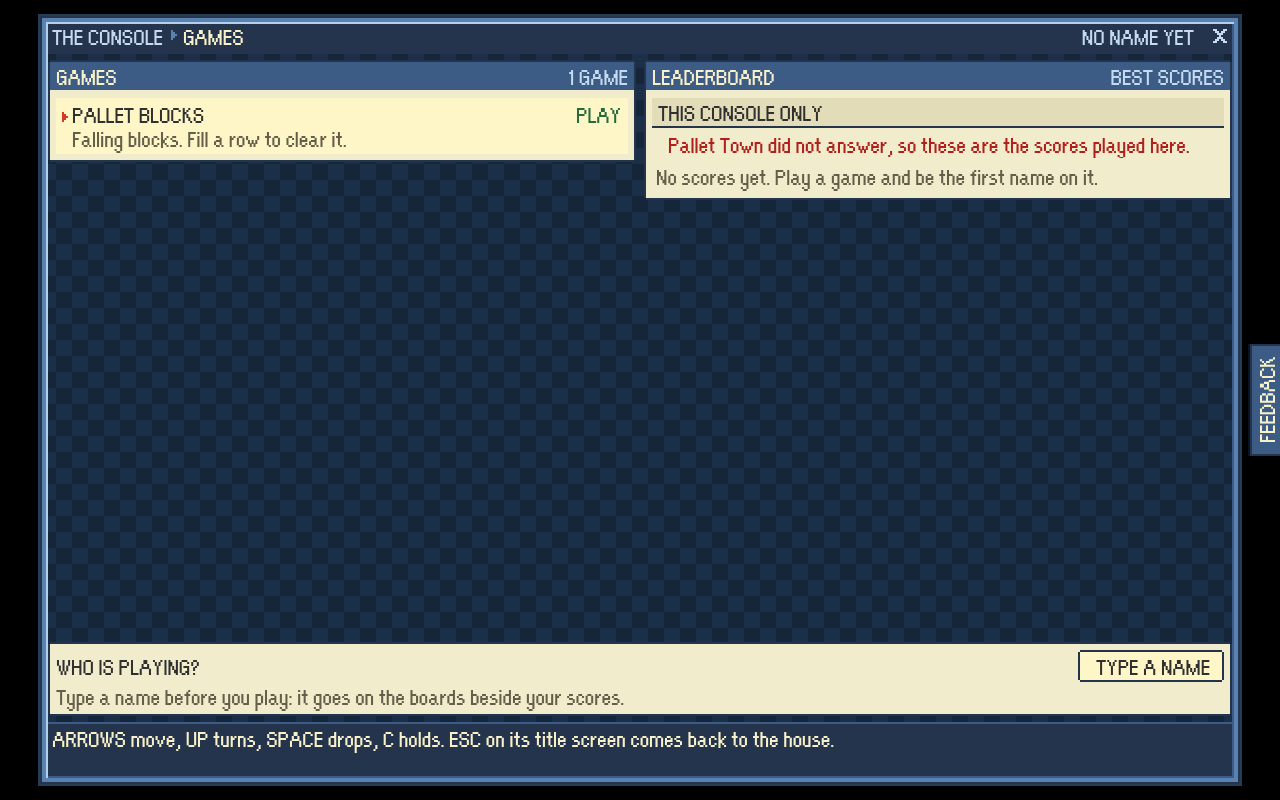 THE CONSOLE GAMES
NO NAME YET X
GAMES 1 GAME
PALLET BLOCKS PLAY
Falling blocks. Fill a row to clear it.
LEADERBOARD BEST SCORES
THIS CONSOLE ONLY
Pallet Town did not answer, so these are the scores played here.
No scores yet. Play a game and be the first name on it.
FEEDBACK
WHO IS PLAYING?
TYPE A NAME
Type a name before you play: it goes on the boards beside your scores.
ARROWS move, UP turns, SPACE drops, C holds. ESC on its title screen comes back to the house.